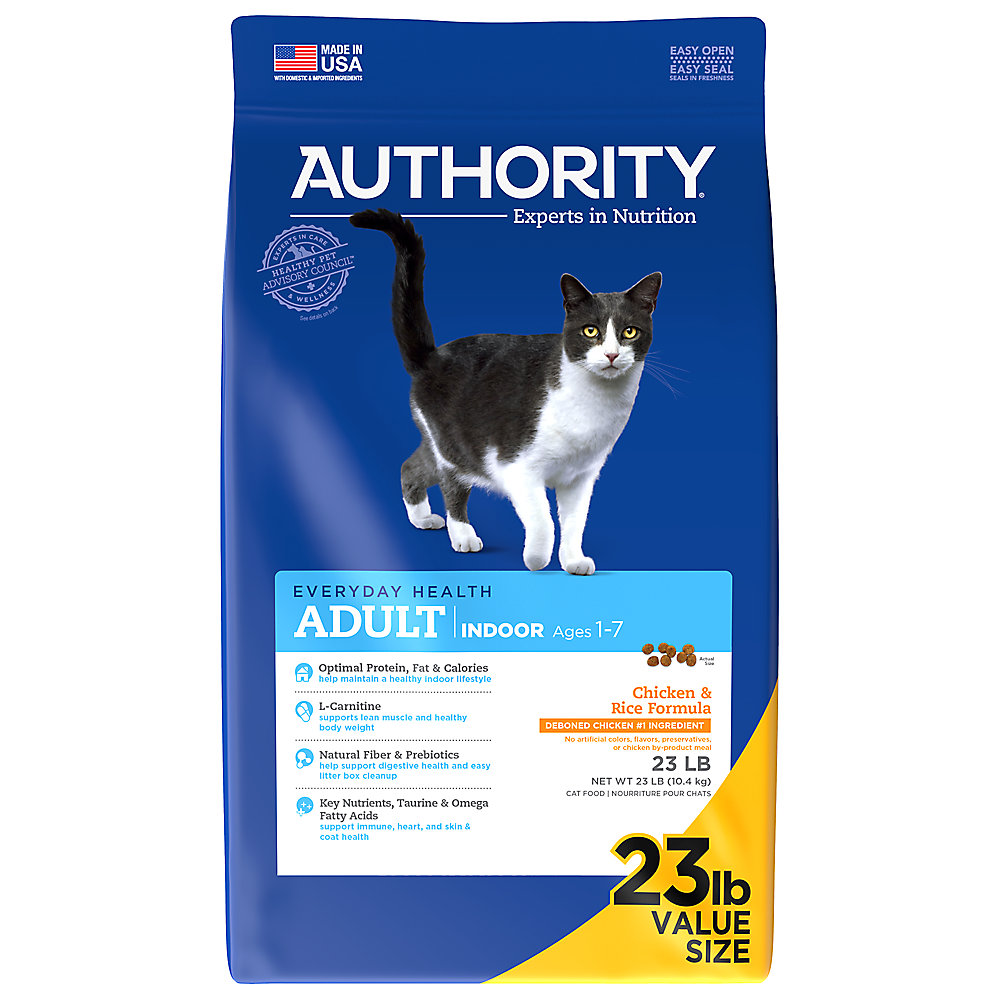 MADE IN
USA
WITH DOMESTIC & IMPORTED INGREDIENTS
EASY OPEN
EASY SEAL
SEALS IN FRESHNESS
AUTHORITY®
Experts in Nutrition
EXPERTS IN CARE
HEALTHY PET
ADVISORY COUNCIL™
& WELLNESS
See details on back
EVERYDAY HEALTH
ADULT | INDOOR Ages 1-7
Actual
Size
Optimal Protein, Fat & Calories
help maintain a healthy indoor lifestyle
L-Carnitine
supports lean muscle and healthy
body weight
Natural Fiber & Prebiotics
help support digestive health and easy
litter box cleanup
Key Nutrients, Taurine & Omega
Fatty Acids
support immune, heart, and skin &
coat health
Chicken &
Rice Formula
DEBONED CHICKEN #1 INGREDIENT
No artificial colors, flavors, preservatives,
or chicken by-product meal
23 LB
NET WT 23 LB (10.4 kg)
CAT FOOD | NOURRITURE POUR CHATS
23lb
VALUE
SIZE